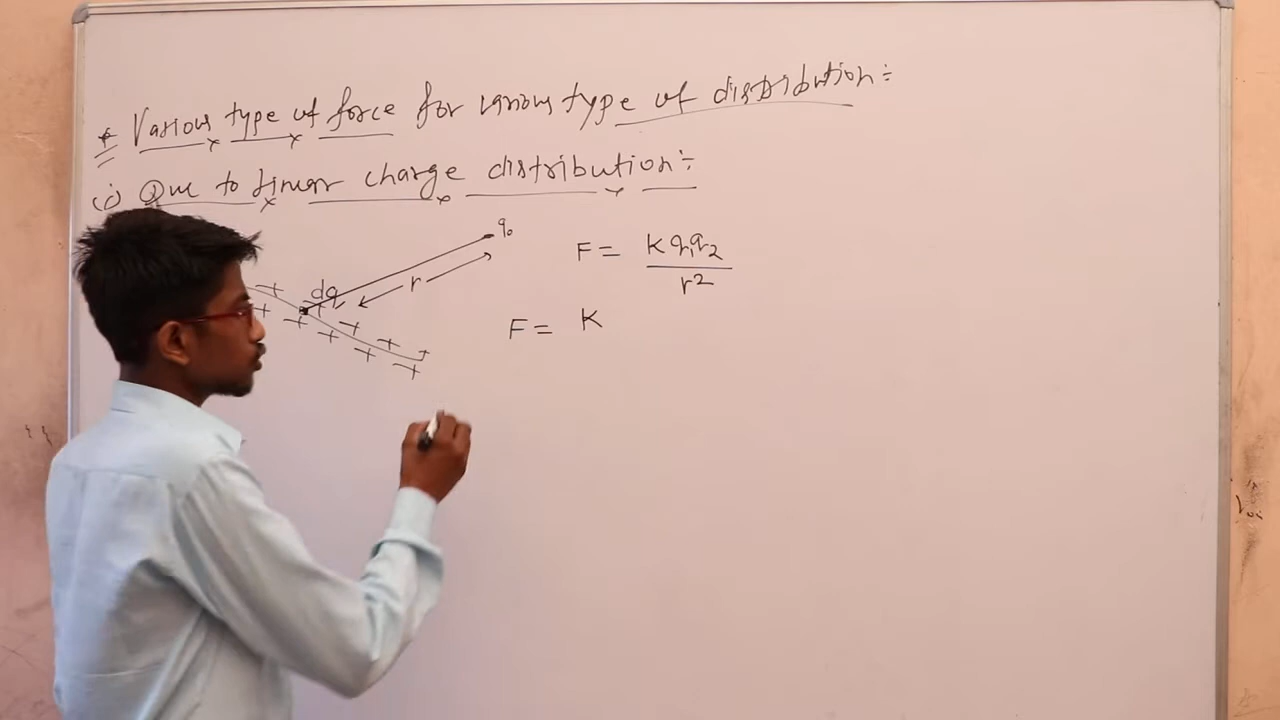 * Various type of force for various type of distribution :-
(i) Due to linear charge distribution :-
q₀
dq
r
F = Kq₁q₂ / r²
F = K